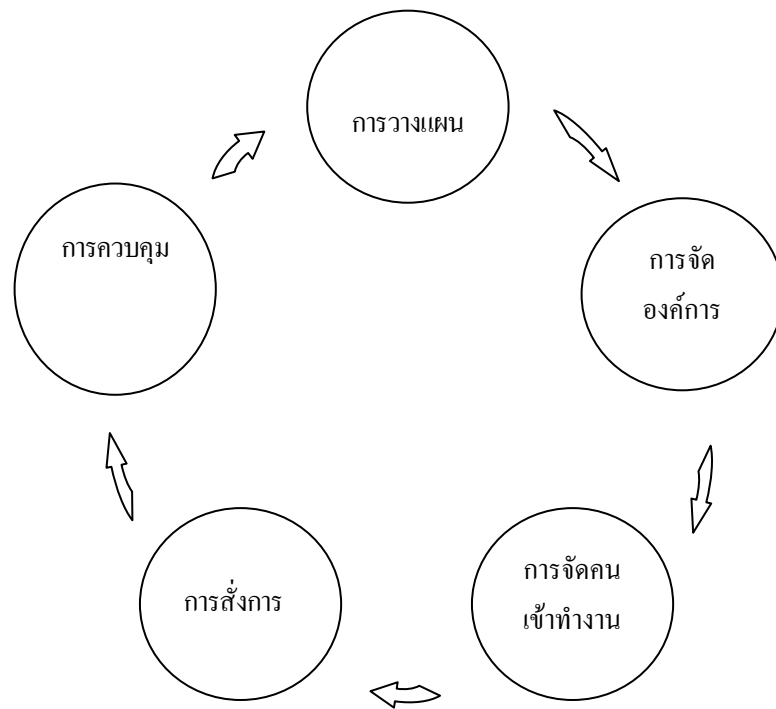 การวางแผน
การจัด
องค์การ
การจัดคน
เข้าทำงาน
การสั่งการ
การควบคุม